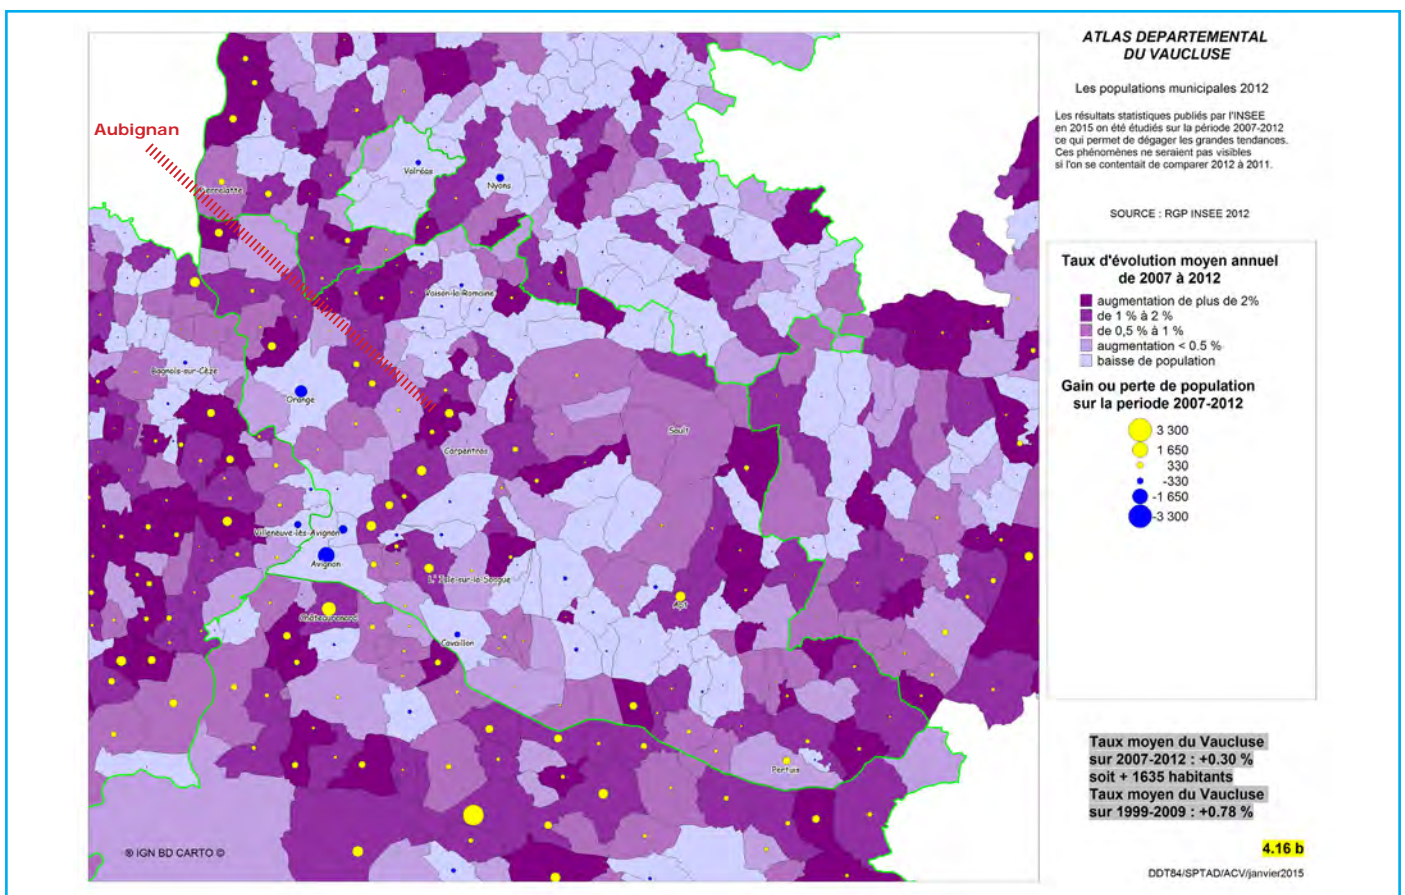 ATLAS DEPARTEMENTAL
DU VAUCLUSE
Les populations municipales 2012
Les résultats statistiques publiés par l'INSEE
en 2015 on été étudiés sur la période 2007-2012
ce qui permet de dégager les grandes tendances.
Ces phénomènes ne seraient pas visibles
si l'on se contentait de comparer 2012 à 2011.
SOURCE : RGP INSEE 2012
Taux d'évolution moyen annuel
de 2007 à 2012
augmentation de plus de 2%
de 1 % à 2 %
de 0,5 % à 1 %
augmentation < 0.5 %
baisse de population
Gain ou perte de population
sur la periode 2007-2012
3 300
1 650
330
-330
-1 650
-3 300
Taux moyen du Vaucluse
sur 2007-2012 : +0.30 %
soit + 1635 habitants
Taux moyen du Vaucluse
sur 1999-2009 : +0.78 %
4.16 b
DDT84/SPTAD/ACV/janvier2015
Aubignan
Valréas
Nyons
Pierrelatte
Vaison-la-Romaine
Bagnols-sur-Cèze
Orange
Sault
Carpentras
Villeneuve-lès-Avignon
Avignon
L' Isle-sur-la-Sorgue
Apt
Châteaurenard
Cavaillon
Pertuis
® IGN BD CARTO ©